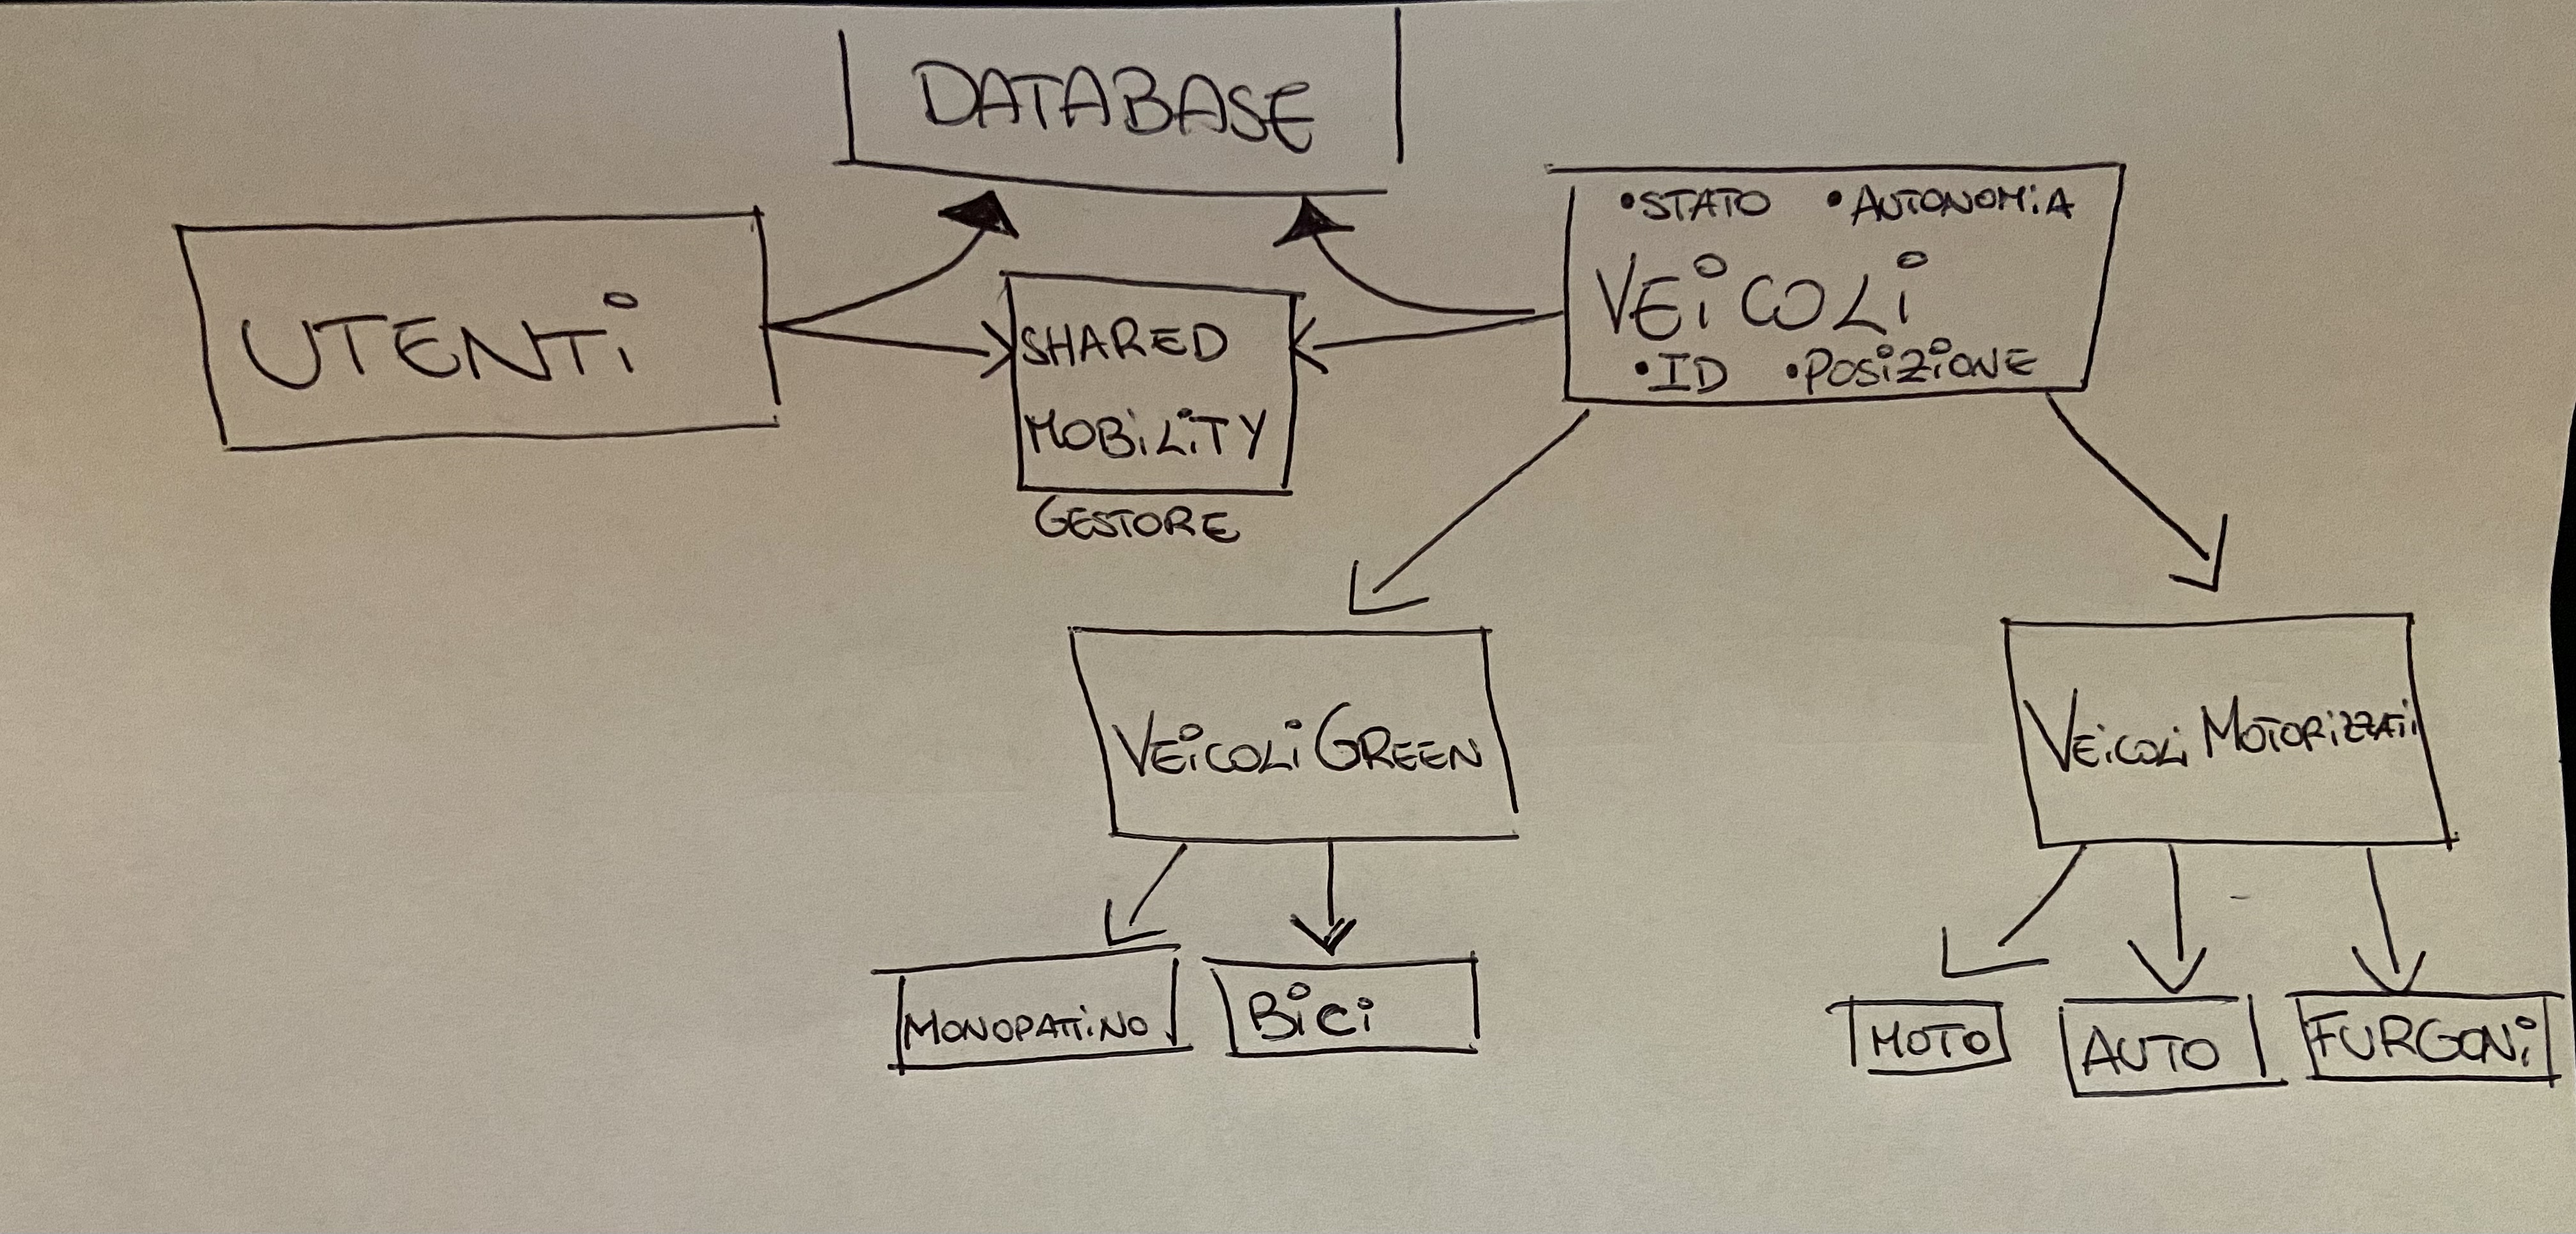 DATABASE
•STATO •AUTONOMiA
UTENTi
VEiCOLi
SHARED
MOBiLiTY
•ID •POSiZiONE
GESTORE
VEiCOLi GREEN
VEiCOLi MOTORiZZATi
MONOPATTiNO
BiCi
MOTO
AUTO
FURGONi